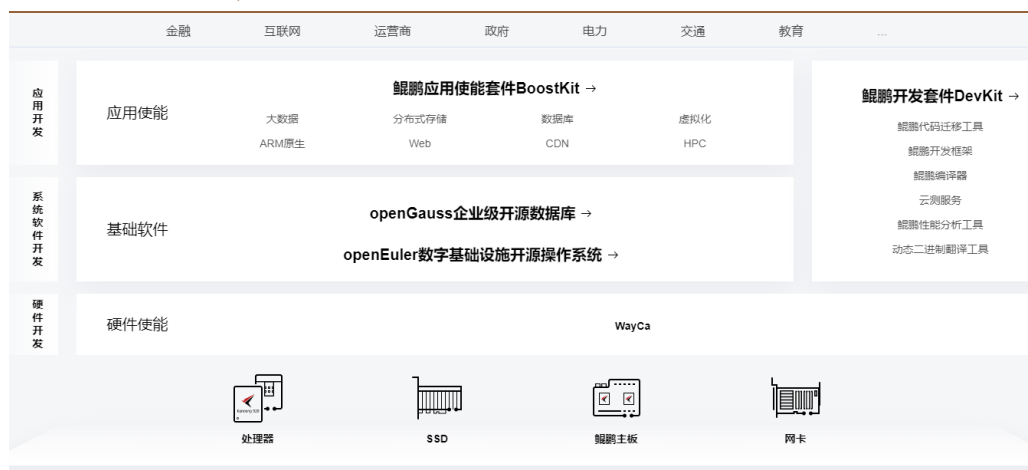 金融 互联网 运营商 政府 电力 交通 教育 ...
应用开发
应用使能
鲲鹏应用使能套件BoostKit →
大数据 分布式存储 数据库 虚拟化
ARM原生 Web CDN HPC
鲲鹏开发套件DevKit →
鲲鹏代码迁移工具
鲲鹏开发框架
鲲鹏编译器
云测服务
鲲鹏性能分析工具
动态二进制翻译工具
系统软件开发
基础软件
openGauss企业级开源数据库 →
openEuler数字基础设施开源操作系统 →
硬件开发
硬件使能
WayCa
处理器 SSD 鲲鹏主板 网卡